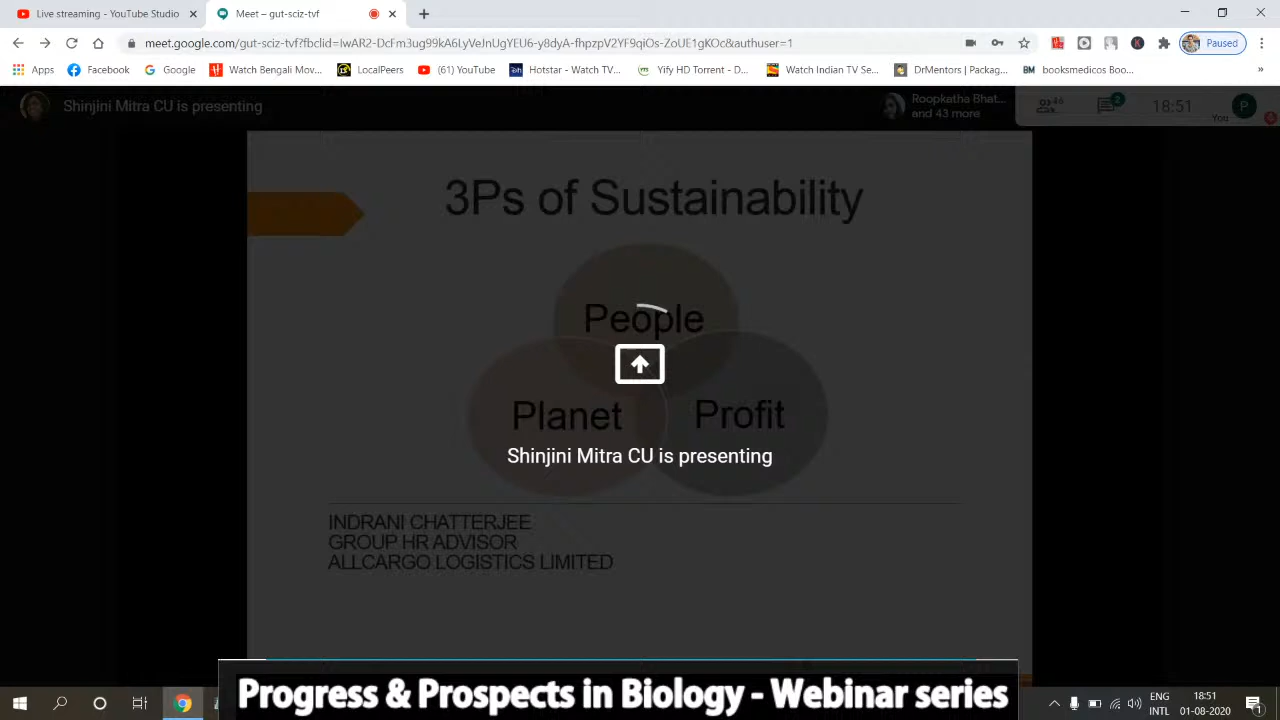 Live streaming - YouTube Studio
Meet – gut-sciz-tvf
meet.google.com/gut-sciz-tvf?fbclid=IwAR2-DcFm3ug99kA6LyVeJnUcsIU6-y8dyA-fhpzpV2YF9qiOs-ZoUE1gKOc&authuser=1
Paused
Apps
Facebook
Google
Watch Bengali Mov...
LocalPeers
(61) YouTube
Hotstar - Watch TV...
Yify HD Torrent - D...
Watch Indian TV Se...
DrMentors | Packag...
BM booksmedicos Boo...
»
Shinjini Mitra CU is presenting
Roopkatha Bhat...
and 43 more
46
2
18:51
You
P
3Ps of Sustainability
People
Planet
Profit
Shinjini Mitra CU is presenting
INDRANI CHATTERJEE
GROUP HR ADVISOR
ALLCARGO LOGISTICS LIMITED
Progress & Prospects in Biology - Webinar series
ENG
INTL
18:51
01-08-2020